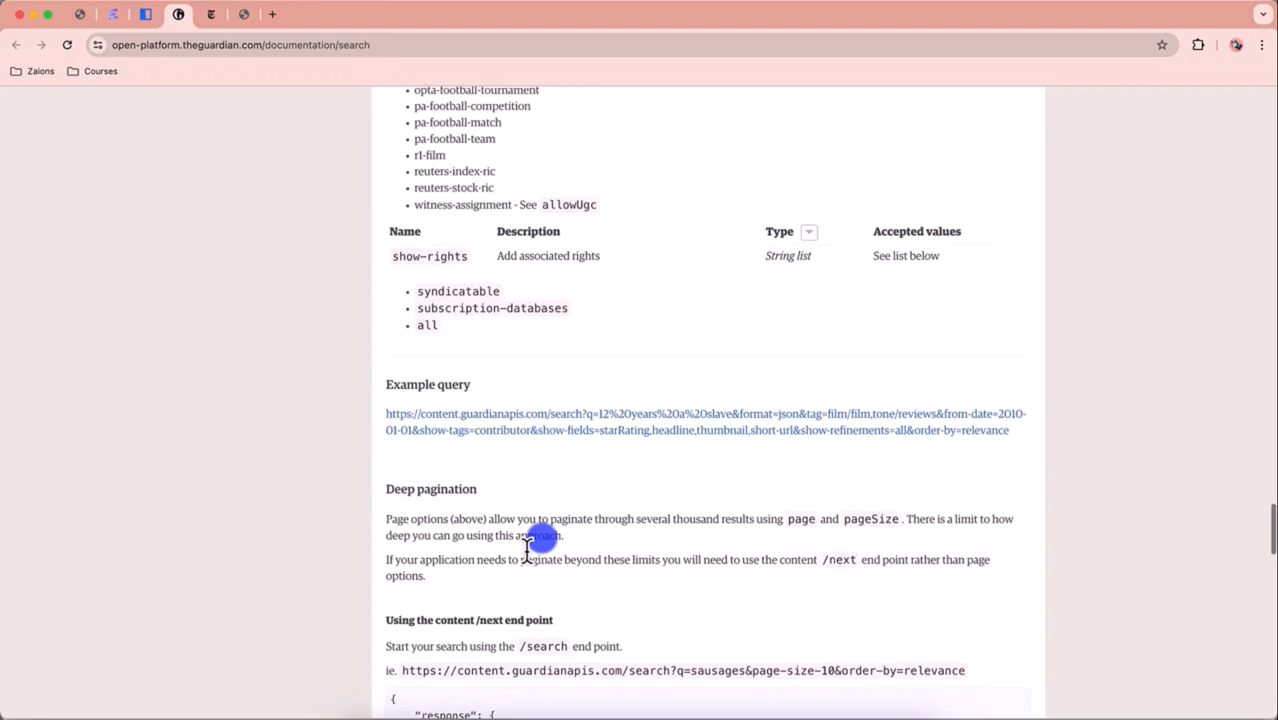 open-platform.theguardian.com/documentation/search
Zaions Courses
opta-football-tournament
pa-football-competition
pa-football-match
pa-football-team
r1-film
reuters-index-ric
reuters-stock-ric
witness-assignment - See allowUgc
Name Description Type Accepted values
show-rights Add associated rights String list See list below
syndicatable
subscription-databases
all
Example query
https://content.guardianapis.com/search?q=12%20years%20a%20slave&format=json&tag=film/film,tone/reviews&from-date=2010-
01-01&show-tags=contributor&show-fields=starRating,headline,thumbnail,short-url&show-refinements=all&order-by=relevance
Deep pagination
Page options (above) allow you to paginate through several thousand results using page and pageSize. There is a limit to how
deep you can go using this approach.
If your application needs to paginate beyond these limits you will need to use the content /next end point rather than page
options.
Using the content /next end point
Start your search using the /search end point.
ie. https://content.guardianapis.com/search?q=sausages&page-size-10&order-by=relevance
{
"response": {